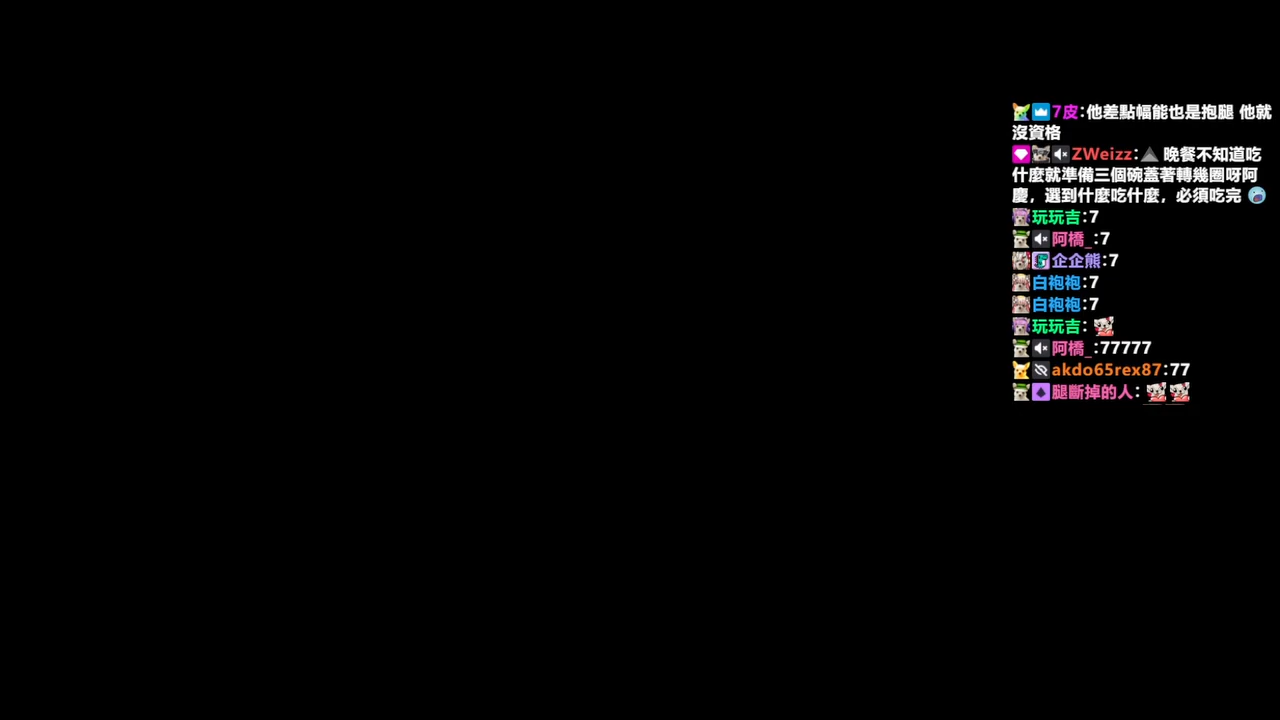 7皮:他差點幅能也是抱腿 他就
沒資格
ZWeizz: 晚餐不知道吃
什麼就準備三個碗蓋著轉幾圈呀阿
慶，選到什麼吃什麼，必須吃完
玩玩吉:7
阿橋_:7
企企熊:7
白袍袍:7
白袍袍:7
玩玩吉:
阿橋_:77777
akdo65rex87:77
腿斷掉的人: